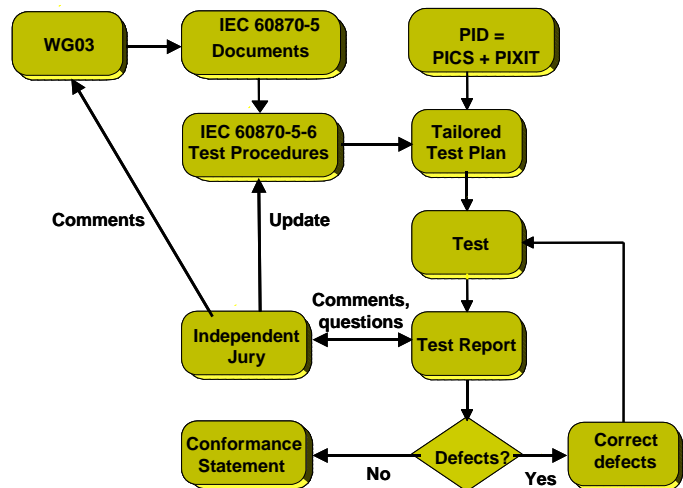 WG03
IEC 60870-5
Documents
PID =
PICS + PIXIT
IEC 60870-5-6
Test Procedures
Tailored
Test Plan
Comments
Update
Test
Comments,
questions
Independent
Jury
Test Report
Conformance
Statement
No
Defects?
Yes
Correct
defects